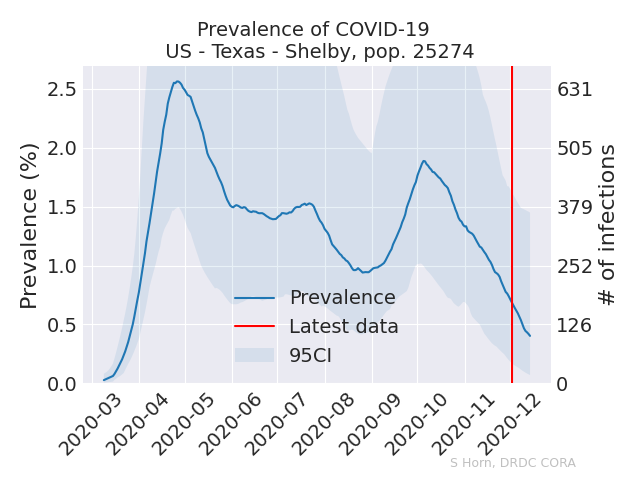 Prevalence of COVID-19
US - Texas - Shelby, pop. 25274
Prevalence (%)
2.5
2.0
1.5
1.0
0.5
0.0
631
505
379
252
126
0
# of infections
Prevalence
Latest data
95CI
2020-03
2020-04
2020-05
2020-06
2020-07
2020-08
2020-09
2020-10
2020-11
2020-12
S Horn, DRDC CORA